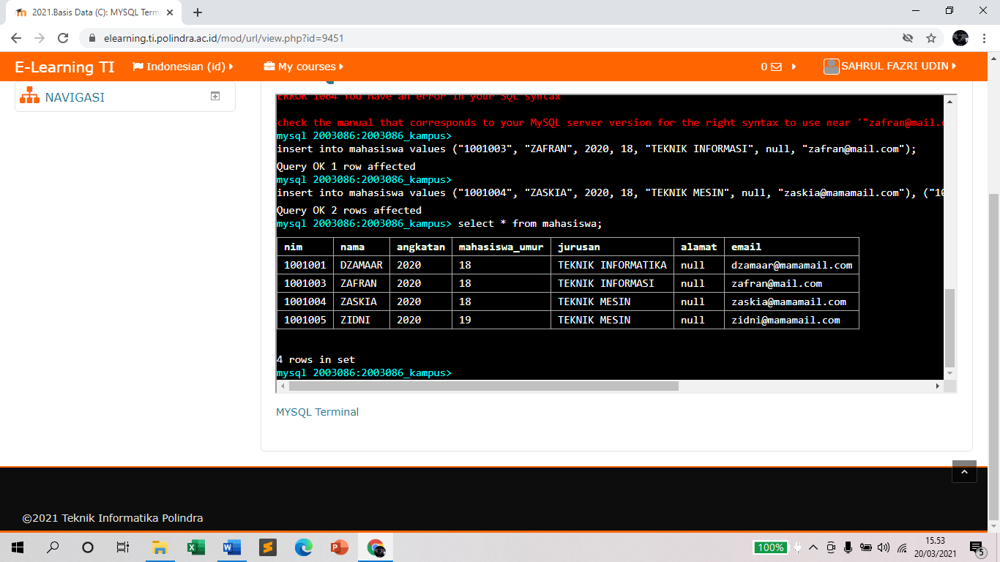 2021.Basis Data (C): MYSQL Term
elearning.ti.polindra.ac.id/mod/url/view.php?id=9451
E-Learning TI Indonesian (id) My courses 0 SAHRUL FAZRI UDIN
NAVIGASI
ERROR 1064 You have an error in your SQL syntax
check the manual that corresponds to your MySQL server version for the right syntax to use near '"zafran@mail.
mysql 2003086:2003086_kampus>
insert into mahasiswa values ("1001003", "ZAFRAN", 2020, 18, "TEKNIK INFORMASI", null, "zafran@mail.com");
Query OK 1 row affected
mysql 2003086:2003086_kampus>
insert into mahasiswa values ("1001004", "ZASKIA", 2020, 18, "TEKNIK MESIN", null, "zaskia@mamamail.com"), ("10
Query OK 2 rows affected
mysql 2003086:2003086_kampus> select * from mahasiswa;
nim nama angkatan mahasiswa_umur jurusan alamat email
1001001 DZAMAAR 2020 18 TEKNIK INFORMATIKA null dzamaar@mamamail.com
1001003 ZAFRAN 2020 18 TEKNIK INFORMASI null zafran@mail.com
1001004 ZASKIA 2020 18 TEKNIK MESIN null zaskia@mamamail.com
1001005 ZIDNI 2020 19 TEKNIK MESIN null zidni@mamamail.com
4 rows in set
mysql 2003086:2003086_kampus>
MYSQL Terminal
©2021 Teknik Informatika Polindra
100%
15.53
20/03/2021
5